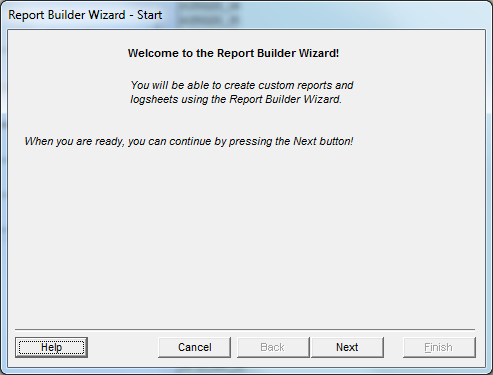 Report Builder Wizard - Start
Welcome to the Report Builder Wizard!
You will be able to create custom reports and
logsheets using the Report Builder Wizard.
When you are ready, you can continue by pressing the Next button!
Help Cancel Back Next Finish